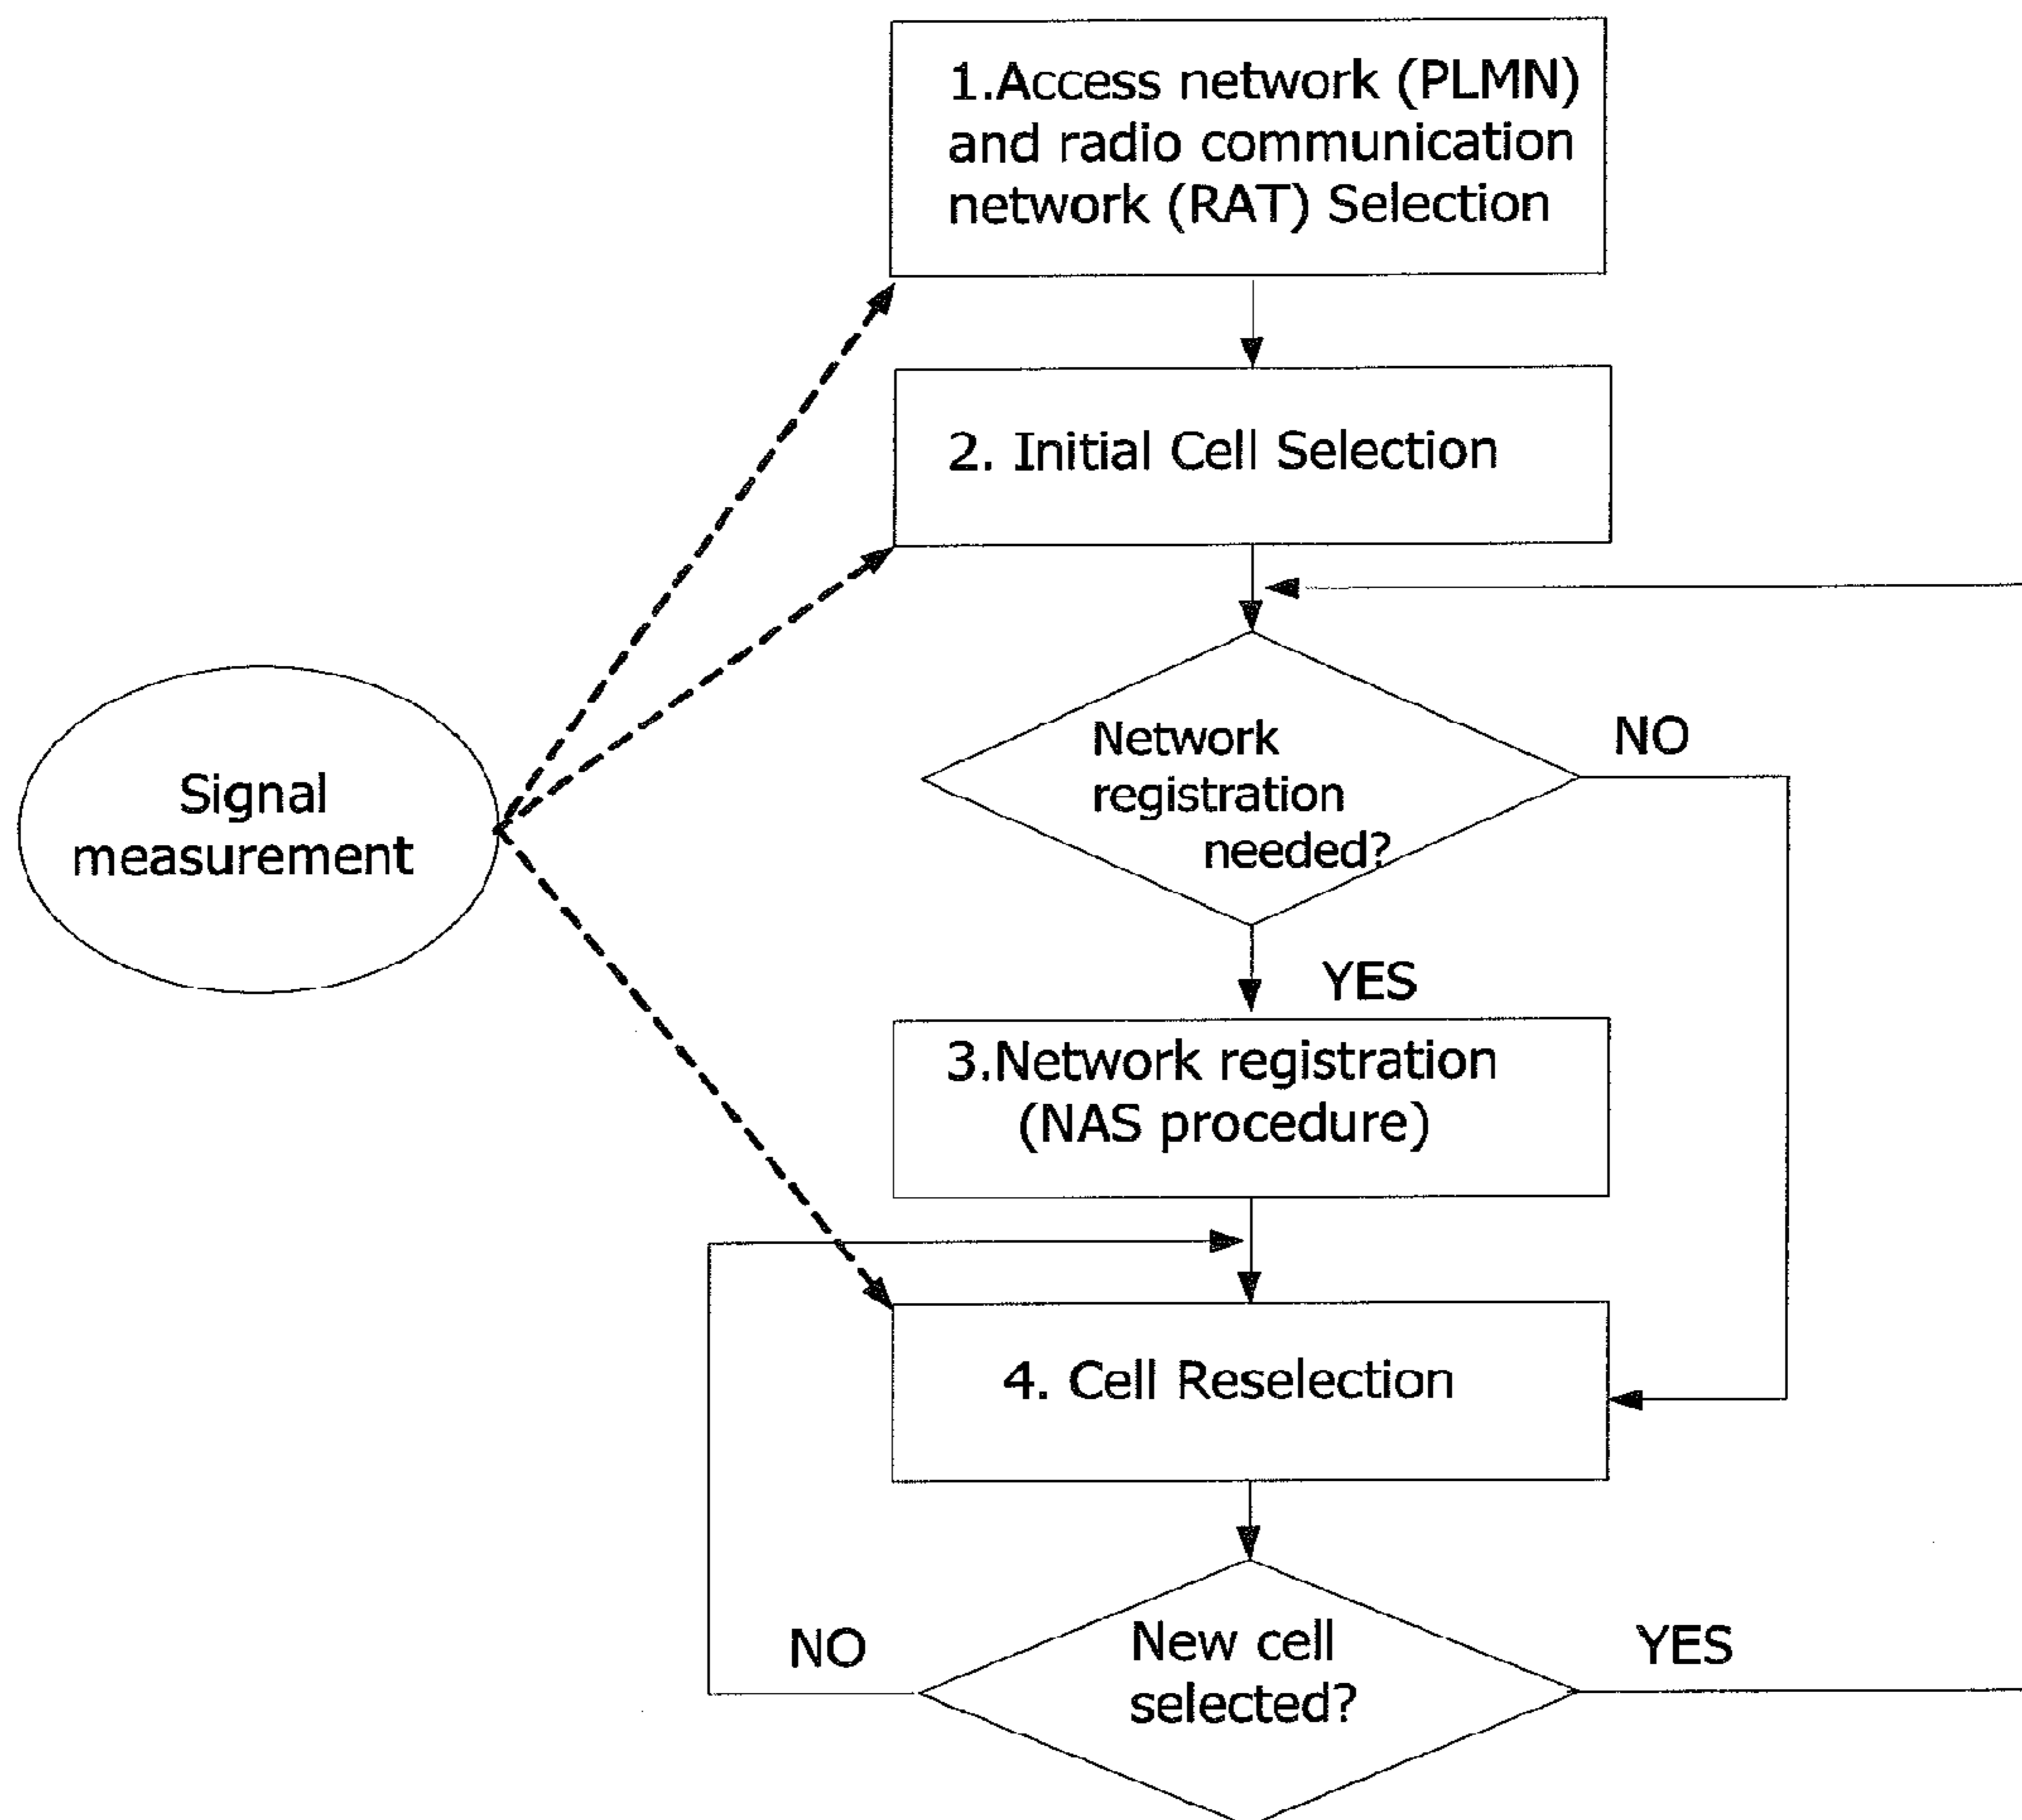 1.Access network (PLMN)
and radio communication
network (RAT) Selection
2. Initial Cell Selection
Signal
measurement
Network
registration
needed?
NO
YES
3.Network registration
(NAS procedure)
4. Cell Reselection
NO
New cell
selected?
YES